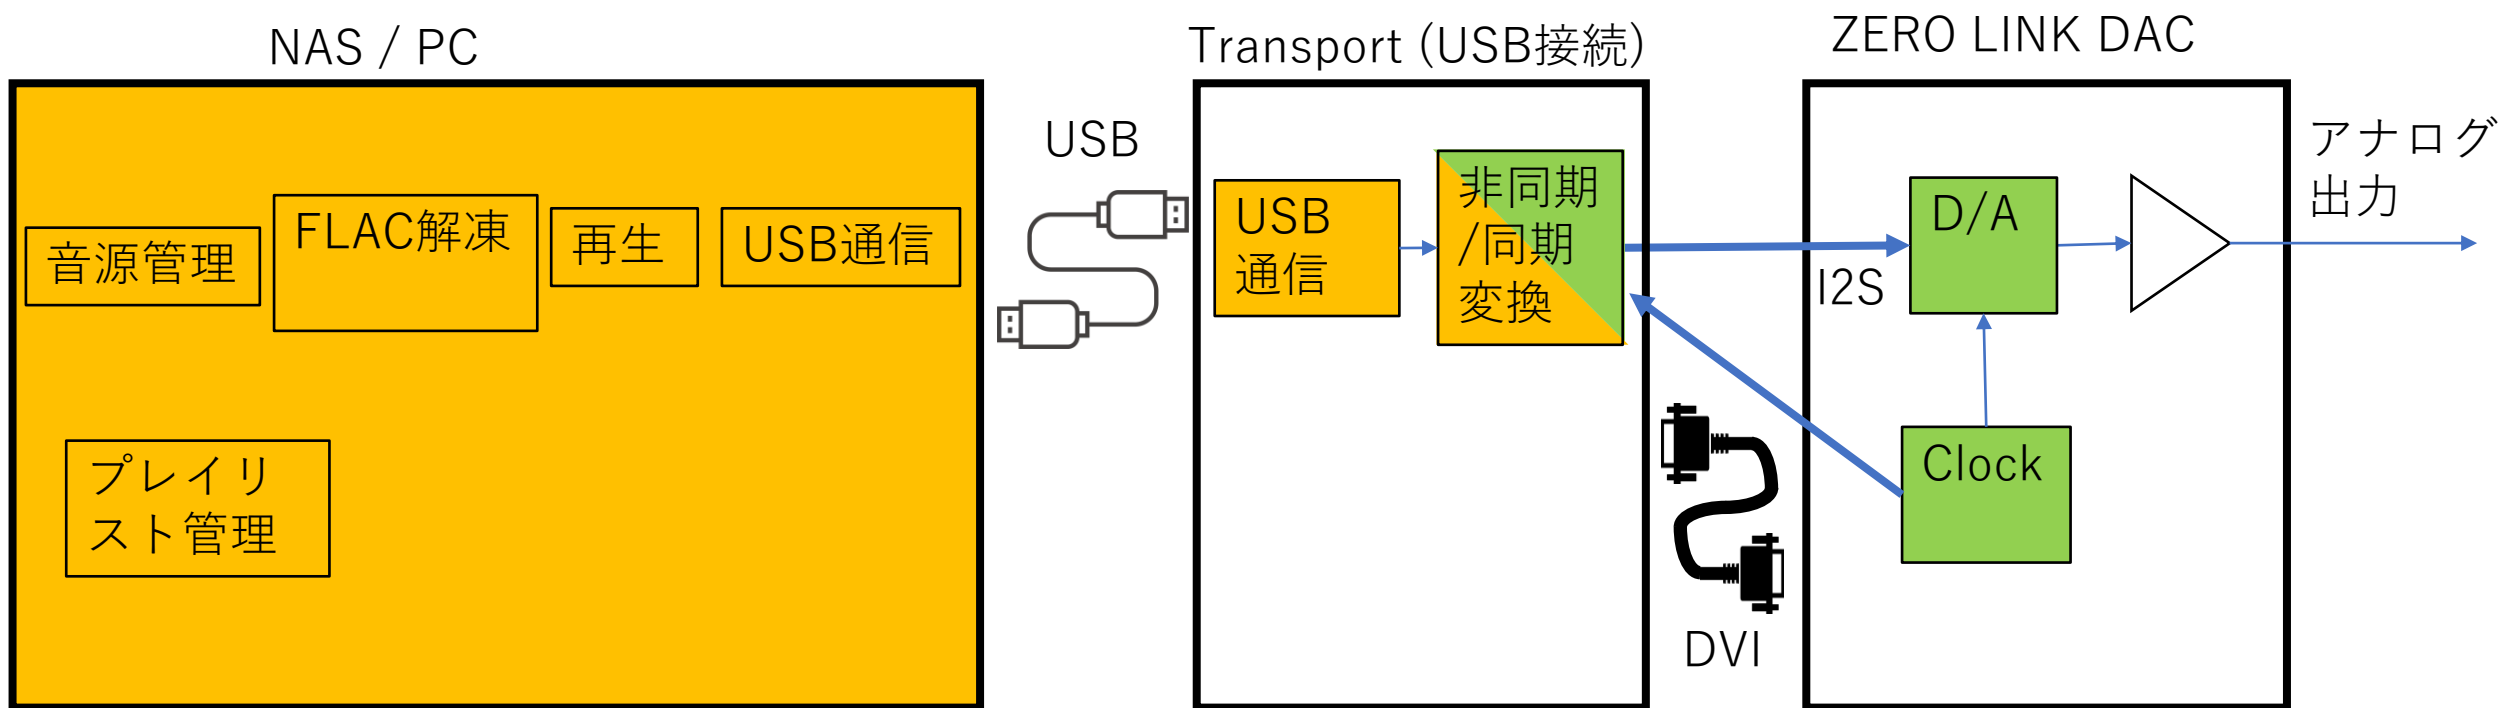 NAS / PC
音源管理
FLAC解凍
再生
USB通信
プレイリ
スト管理
USB
Transport（USB接続）
USB
通信
非同期
/同期
変換
DVI
ZERO LINK DAC
I2S
D/A
Clock
アナログ
出力